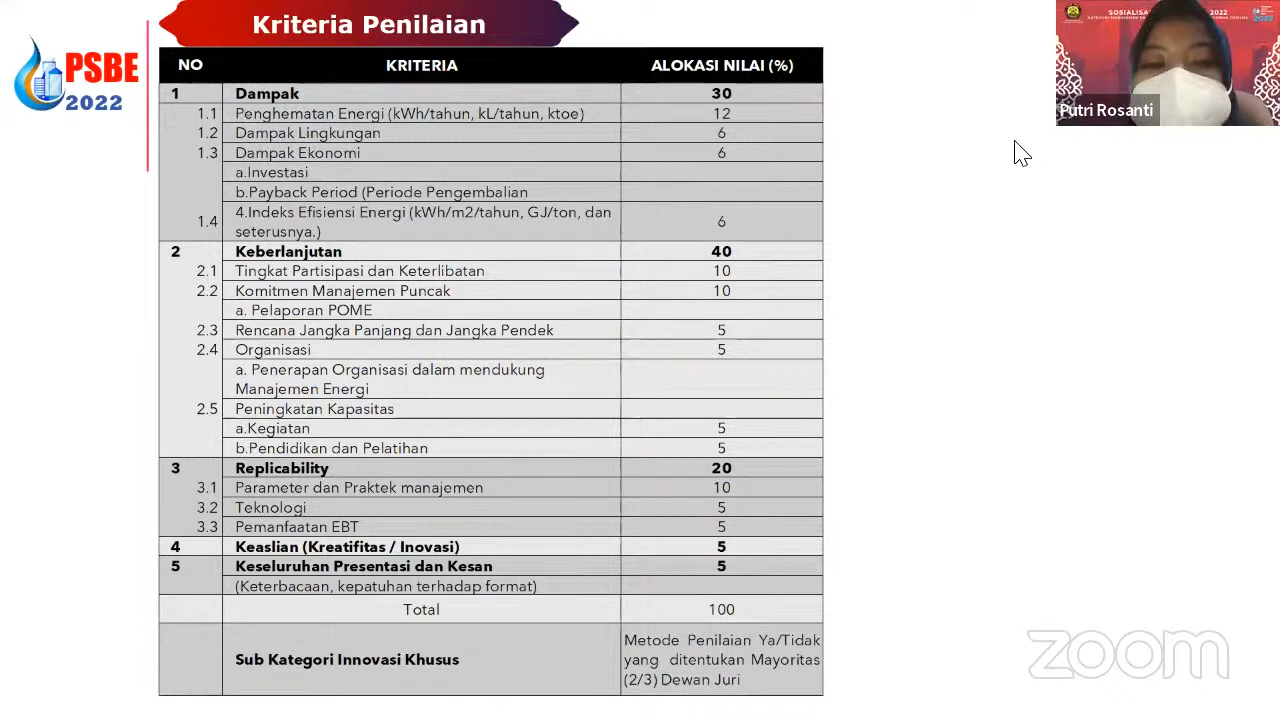 Kriteria Penilaian
PSBE
2022
NO KRITERIA ALOKASI NILAI (%)
1 Dampak 30
1.1 Penghematan Energi (kWh/tahun, kL/tahun, ktoe) 12
1.2 Dampak Lingkungan 6
1.3 Dampak Ekonomi 6
a.Investasi
b.Payback Period (Periode Pengembalian
1.4 4.Indeks Efisiensi Energi (kWh/m2/tahun, GJ/ton, dan
seterusnya.) 6
2 Keberlanjutan 40
2.1 Tingkat Partisipasi dan Keterlibatan 10
2.2 Komitmen Manajemen Puncak 10
a. Pelaporan POME
2.3 Rencana Jangka Panjang dan Jangka Pendek 5
2.4 Organisasi 5
a. Penerapan Organisasi dalam mendukung
Manajemen Energi
2.5 Peningkatan Kapasitas
a.Kegiatan 5
b.Pendidikan dan Pelatihan 5
3 Replicability 20
3.1 Parameter dan Praktek manajemen 10
3.2 Teknologi 5
3.3 Pemanfaatan EBT 5
4 Keaslian (Kreatifitas / Inovasi) 5
5 Keseluruhan Presentasi dan Kesan 5
(Keterbacaan, kepatuhan terhadap format)
Total 100
Sub Kategori Innovasi Khusus
Metode Penilaian Ya/Tidak
yang ditentukan Mayoritas
(2/3) Dewan Juri
SOSIALISA 2022
Putri Rosanti
zoom